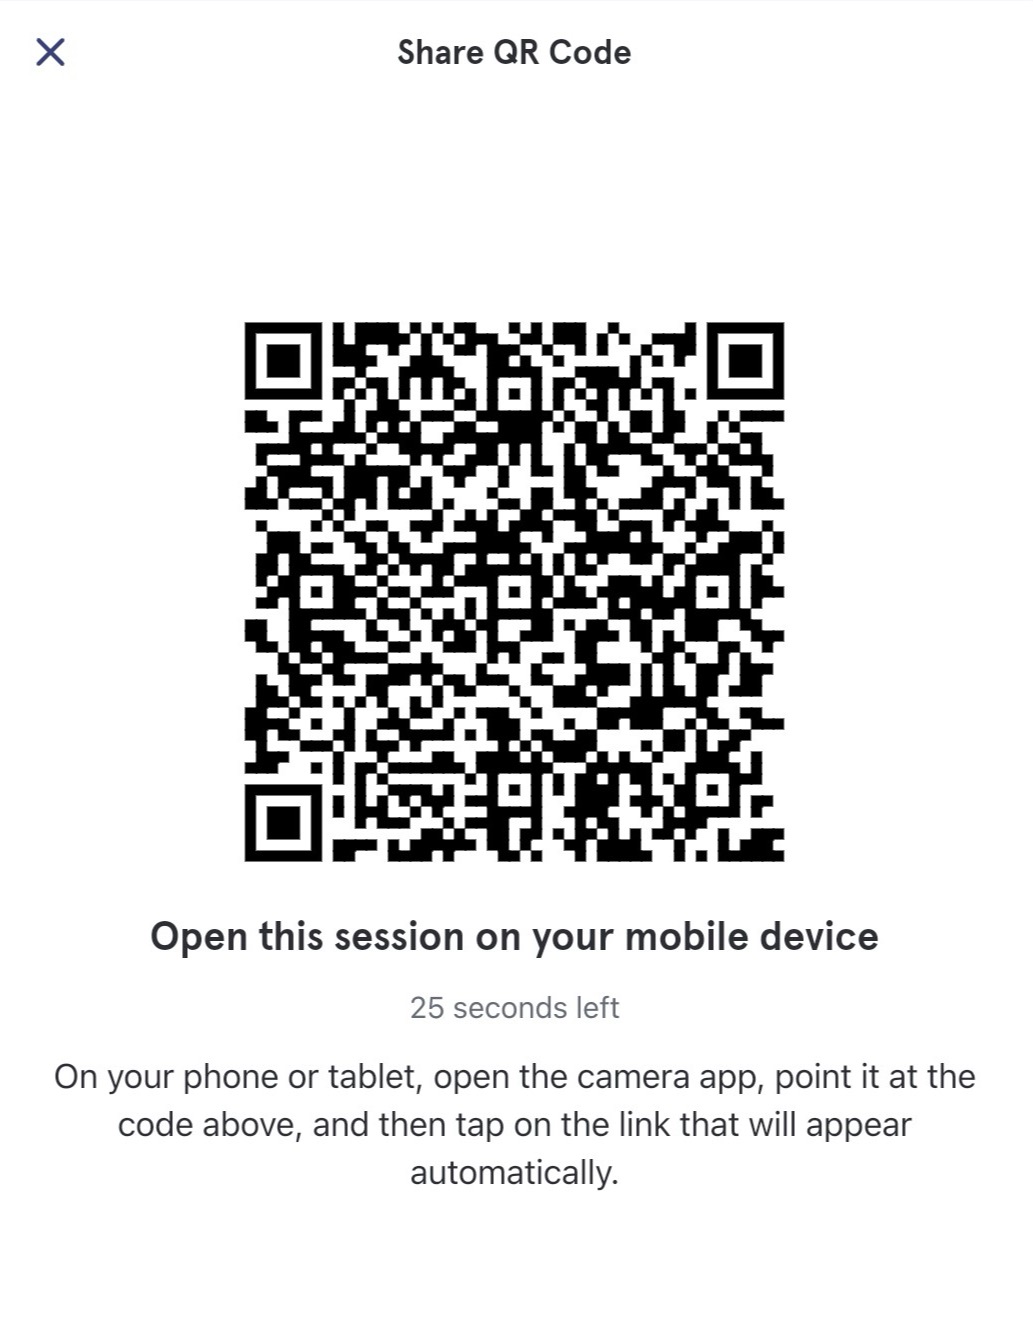 Share QR Code
Open this session on your mobile device
25 seconds left
On your phone or tablet, open the camera app, point it at the
code above, and then tap on the link that will appear
automatically.